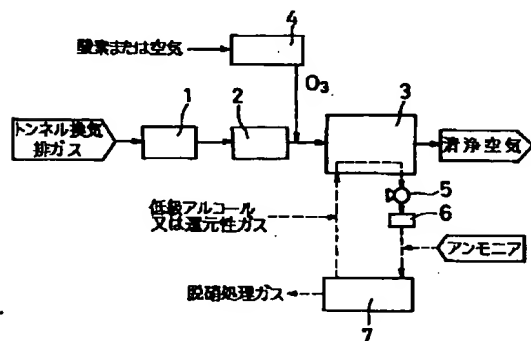 4
酸素または空気
O3
1
2
3
トンネル換気
排ガス
清浄空気
5
低級アルコール
又は還元性ガス
6
アンモニア
脱硝処理ガス
7